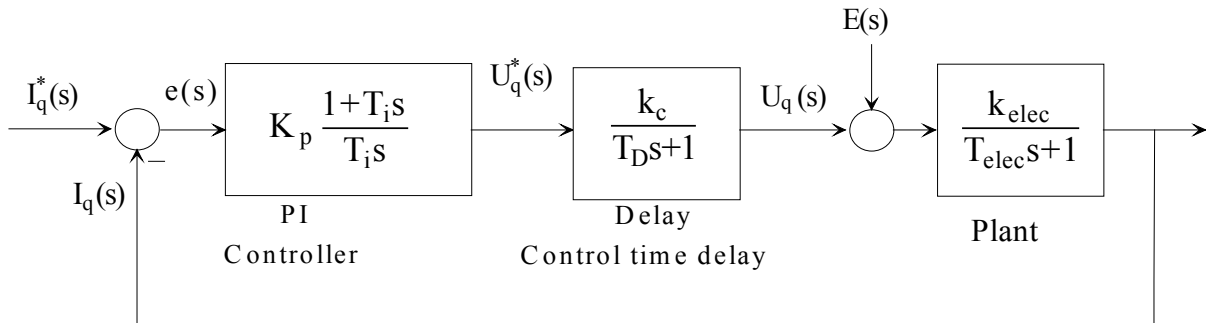 E(s)
I*q(s)
e(s)
U*q(s)
Uq(s)
Kp (1+Tis)/(Tis)
kc/(TDs+1)
kelec/(Telecs+1)
–
Iq(s)
PI
Controller
Delay
Control time delay
Plant